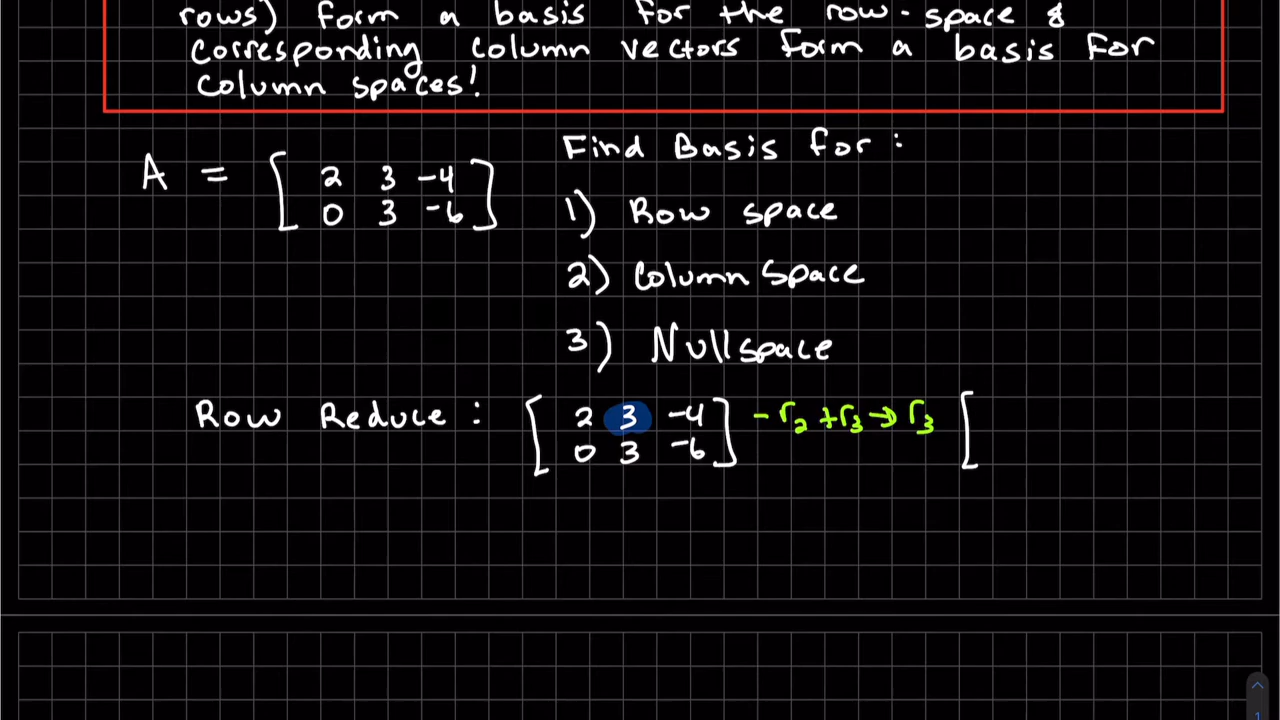 rows) form a basis for the row-space &
corresponding column vectors form a basis for
column spaces!
Find Basis for:
A = [ 2 3 -4
0 3 -6 ]
1) Row space
2) Column Space
3) Nullspace
Row Reduce: [ 2 3 -4 ] -r₂ + r₃ → r₃ [
0 3 -6
1